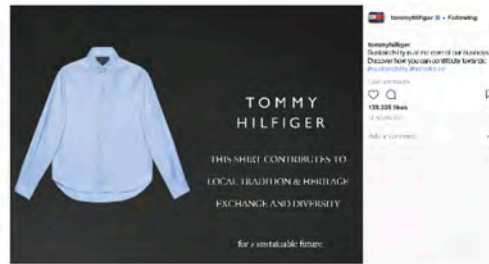 TOMMY
HILFIGER
THIS SHIRT CONTRIBUTES TO
LOCAL TRADITION & HERITAGE
EXCHANGE AND DIVERSITY
for a sustainable future
tommyhilfiger • Following
tommyhilfiger
Sustainability is at the core of our business
Discover how you can contribute towards:
likes
Add a comment...